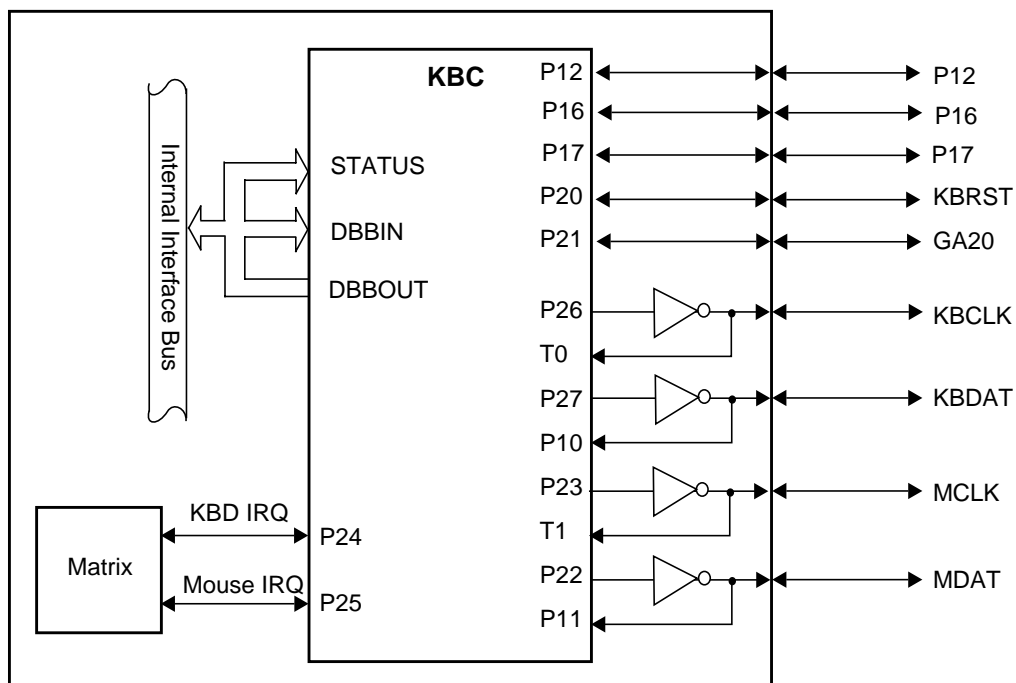 KBC
P12
P16
P17
P20
P21
P26
T0
P27
P10
P23
T1
P22
P11
STATUS
DBBIN
DBBOUT
P24
P25
Internal Interface Bus
KBD IRQ
Mouse IRQ
Matrix
P12
P16
P17
KBRST
GA20
KBCLK
KBDAT
MCLK
MDAT